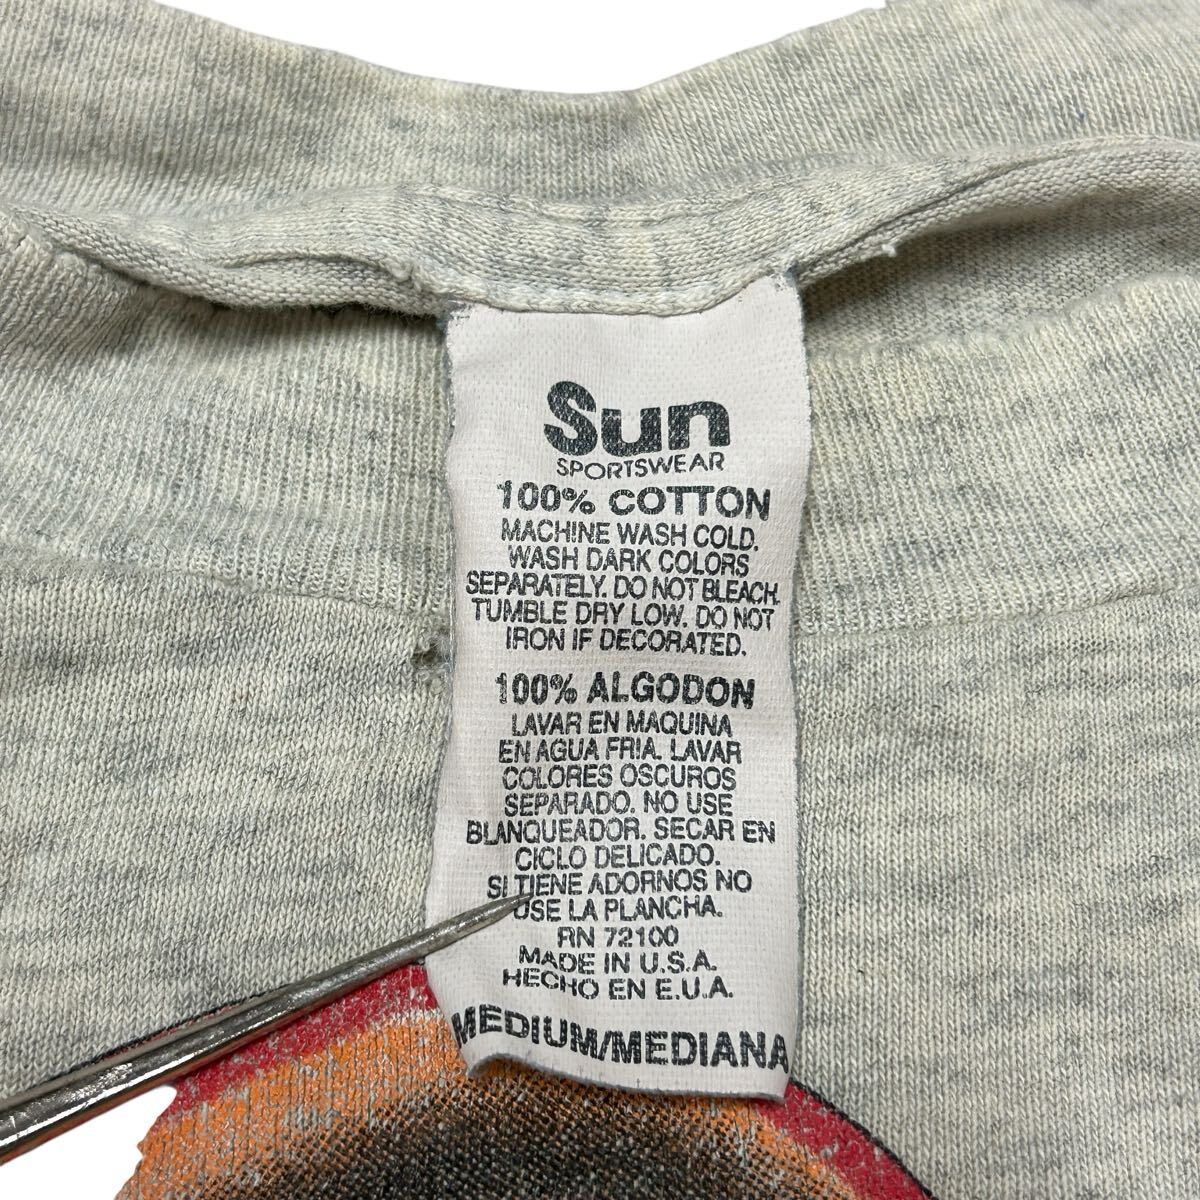 Sun
SPORTSWEAR
100% COTTON
MACHINE WASH COLD.
WASH DARK COLORS
SEPARATELY. DO NOT BLEACH.
TUMBLE DRY LOW. DO NOT
IRON IF DECORATED.
100% ALGODON
LAVAR EN MAQUINA
EN AGUA FRIA. LAVAR
COLORES OSCUROS
SEPARADO. NO USE
BLANQUEADOR. SECAR EN
CICLO DELICADO.
SI TIENE ADORNOS NO
USE LA PLANCHA.
RN 72100
MADE IN U.S.A.
HECHO EN E.U.A.
MEDIUM/MEDIANA